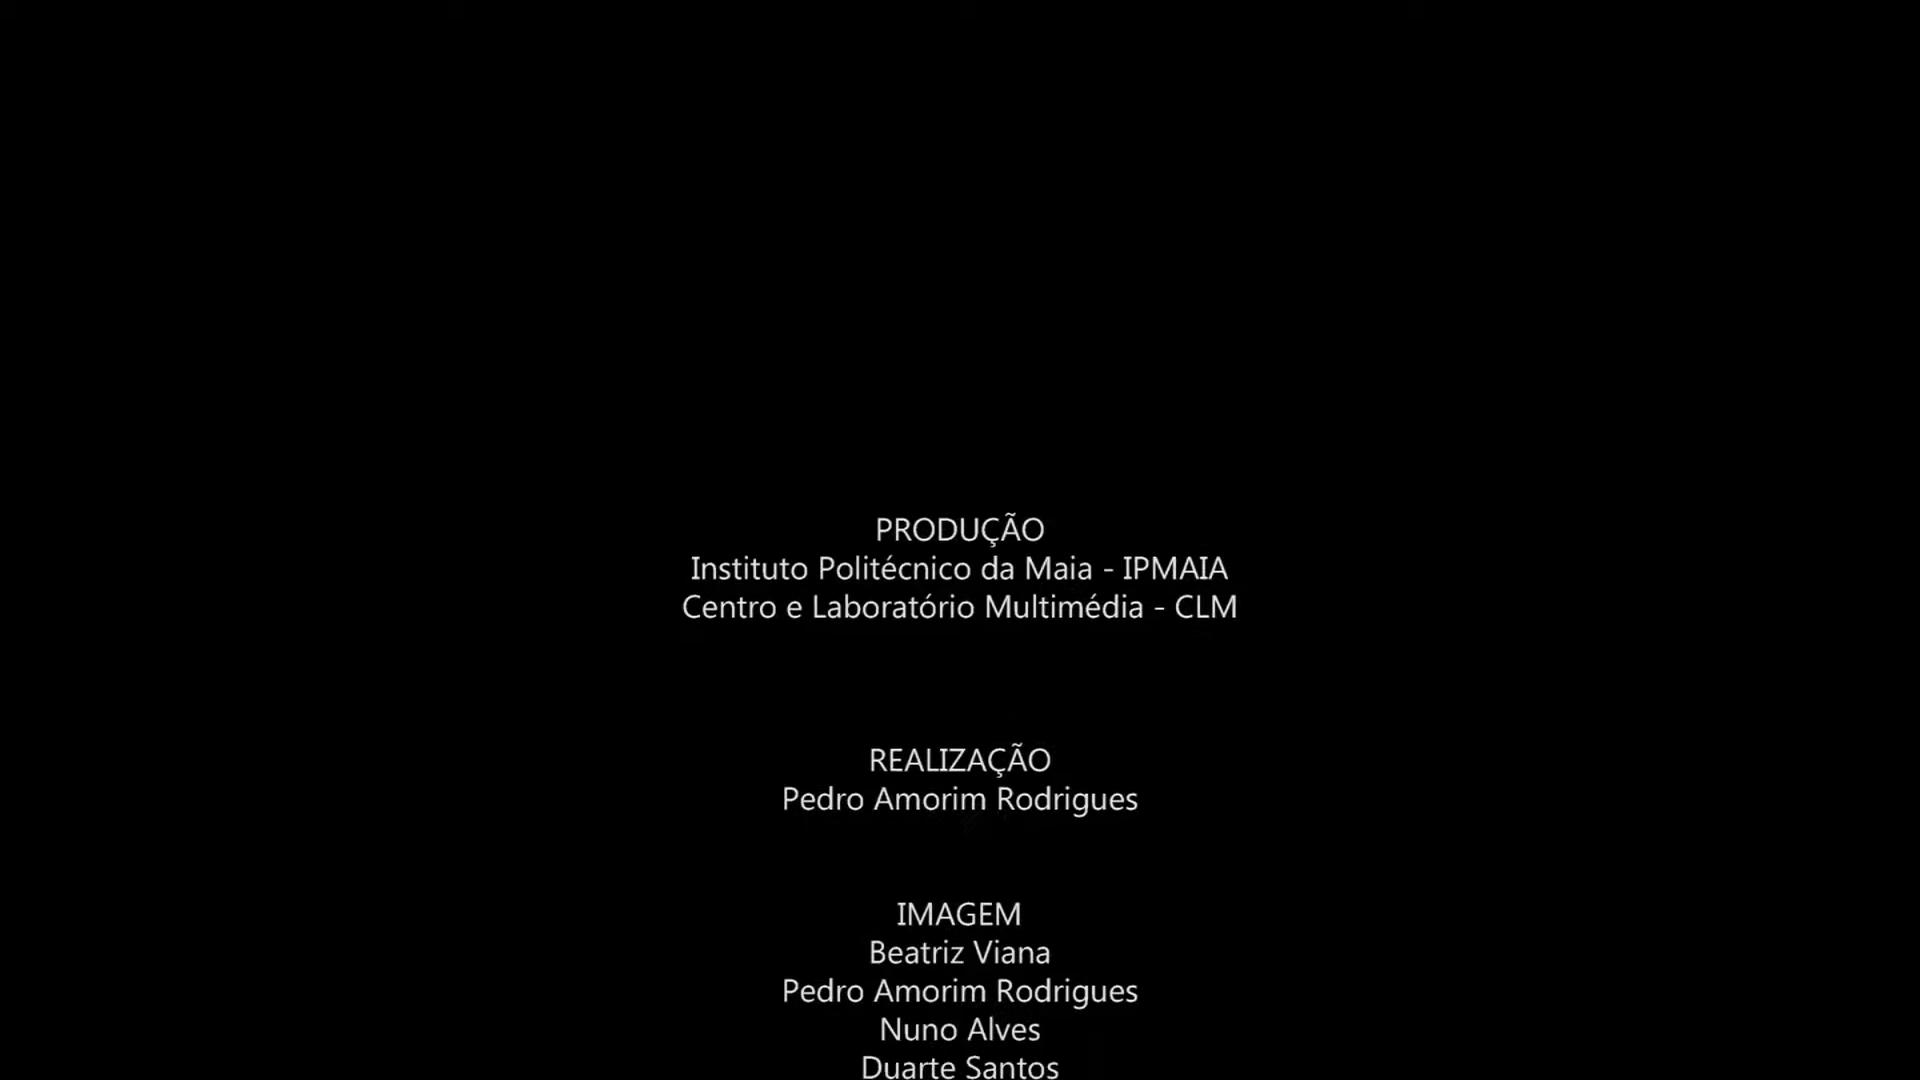 PRODUÇÃO
Instituto Politécnico da Maia - IPMAIA
Centro e Laboratório Multimédia - CLM
REALIZAÇÃO
Pedro Amorim Rodrigues
IMAGEM
Beatriz Viana
Pedro Amorim Rodrigues
Nuno Alves
Duarte Santos